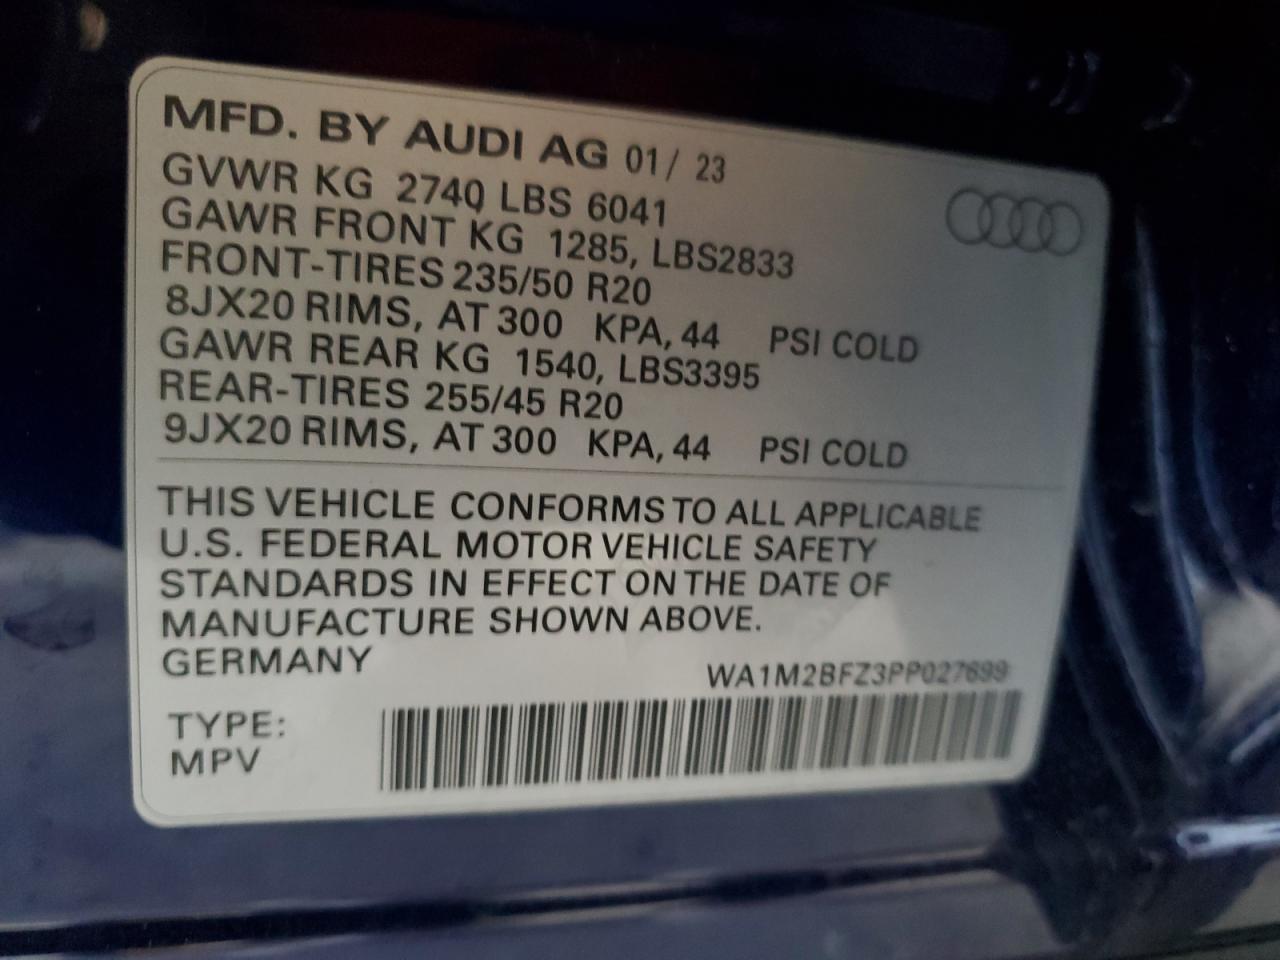 MFD. BY AUDI AG 01/ 23
GVWR KG 2740 LBS 6041
GAWR FRONT KG 1285, LBS2833
FRONT-TIRES 235/50 R20
8JX20 RIMS, AT 300 KPA, 44 PSI COLD
GAWR REAR KG 1540, LBS3395
REAR-TIRES 255/45 R20
9JX20 RIMS, AT 300 KPA, 44 PSI COLD
THIS VEHICLE CONFORMS TO ALL APPLICABLE
U.S. FEDERAL MOTOR VEHICLE SAFETY
STANDARDS IN EFFECT ON THE DATE OF
MANUFACTURE SHOWN ABOVE.
GERMANY
WA1M2BFZ3PP027699
TYPE:
MPV